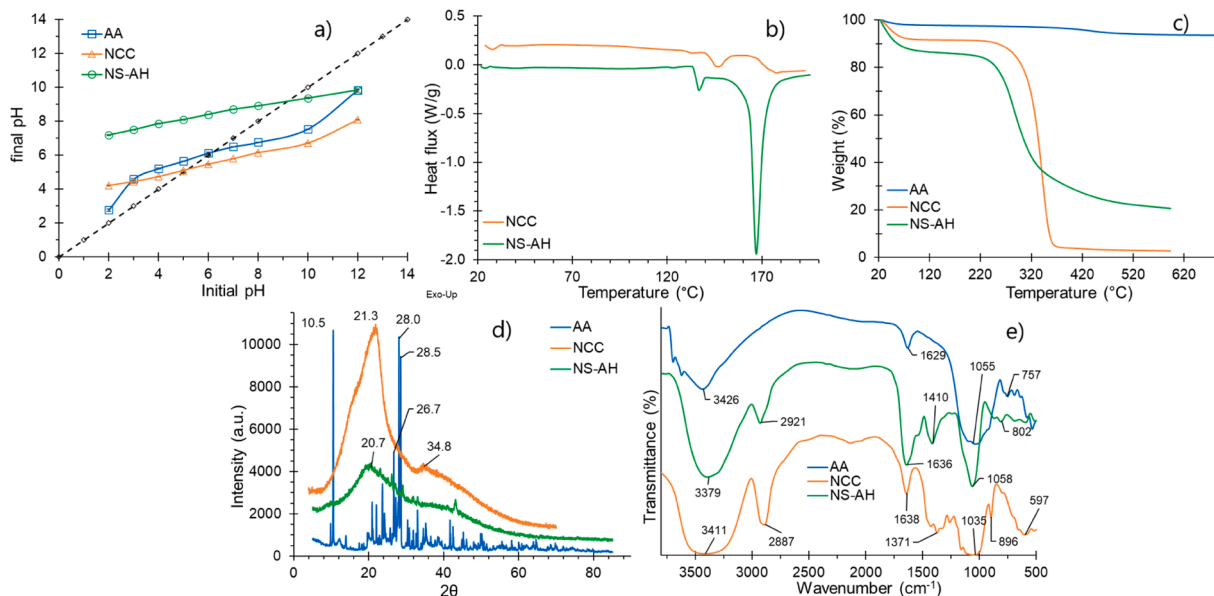 a)
14
12
10
8
6
4
2
0
final pH
AA
NCC
NS-AH
0 2 4 6 8 10 12 14
Initial pH
b)
0.5
0.0
-0.5
-1.0
-1.5
-2.0
Heat flux (W/g)
NCC
NS-AH
20 70 120 170
Temperature (°C)
Exo-Up
c)
100
80
60
40
20
0
Weight (%)
AA
NCC
NS-AH
20 120 220 320 420 520 620
Temperature (°C)
d)
10000
8000
6000
4000
2000
0
Intensity (a.u.)
10.5
21.3
28.0
28.5
26.7
20.7
34.8
AA
NCC
NS-AH
0 20 40 60 80
2θ
e)
Transmittance (%)
3426
1629
1055
757
2921
1410
802
3379
1636
1058
AA
NCC
NS-AH
3411
2887
1638
1371
1035
896
597
3500 3000 2500 2000 1500 1000 500
Wavenumber (cm-1)